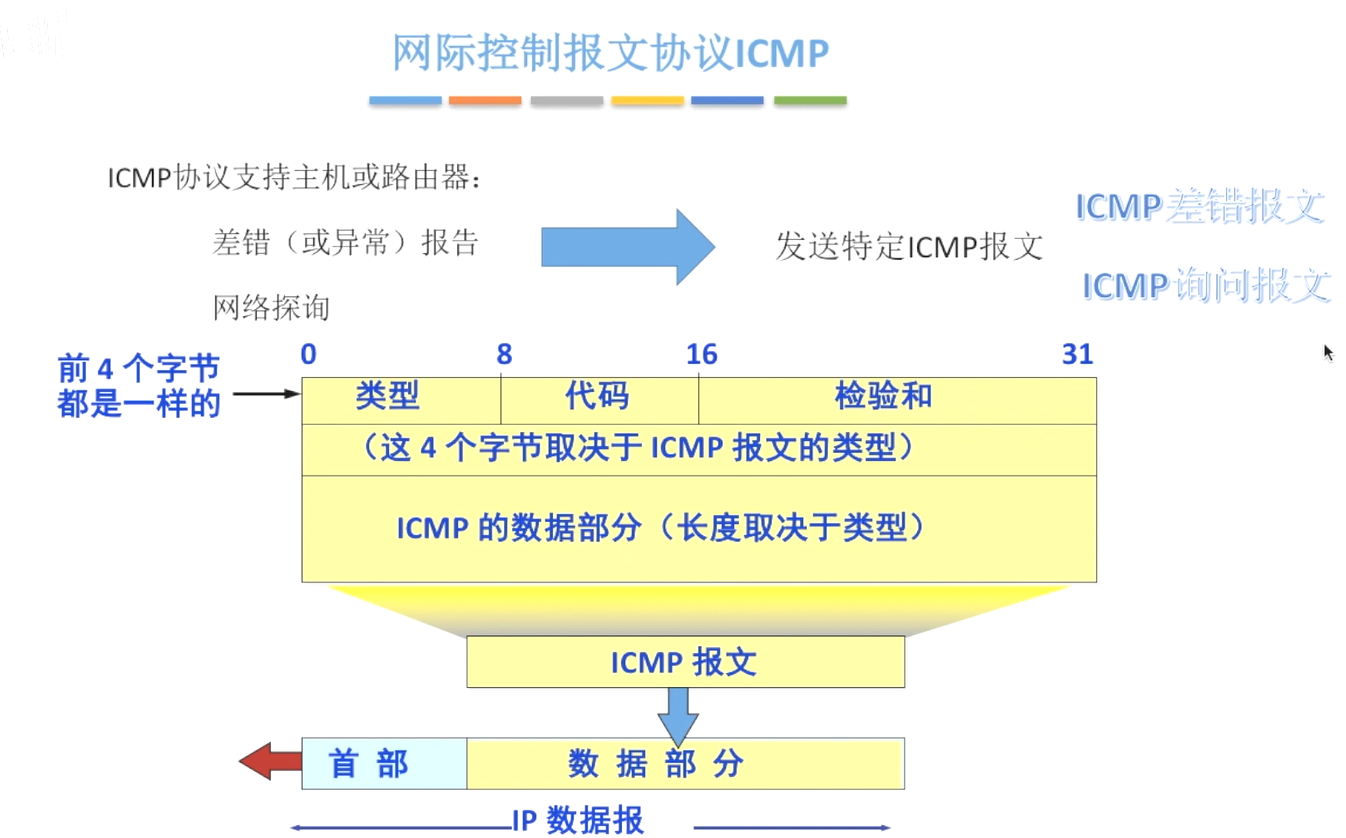 网际控制报文协议ICMP
ICMP协议支持主机或路由器：
差错（或异常）报告
网络探询
发送特定ICMP报文
ICMP差错报文
ICMP询问报文
前 4 个字节
都是一样的
0 8 16 31
类型 代码 检验和
（这 4 个字节取决于 ICMP 报文的类型）
ICMP 的数据部分（长度取决于类型）
ICMP 报文
首 部 数 据 部 分
IP 数据报